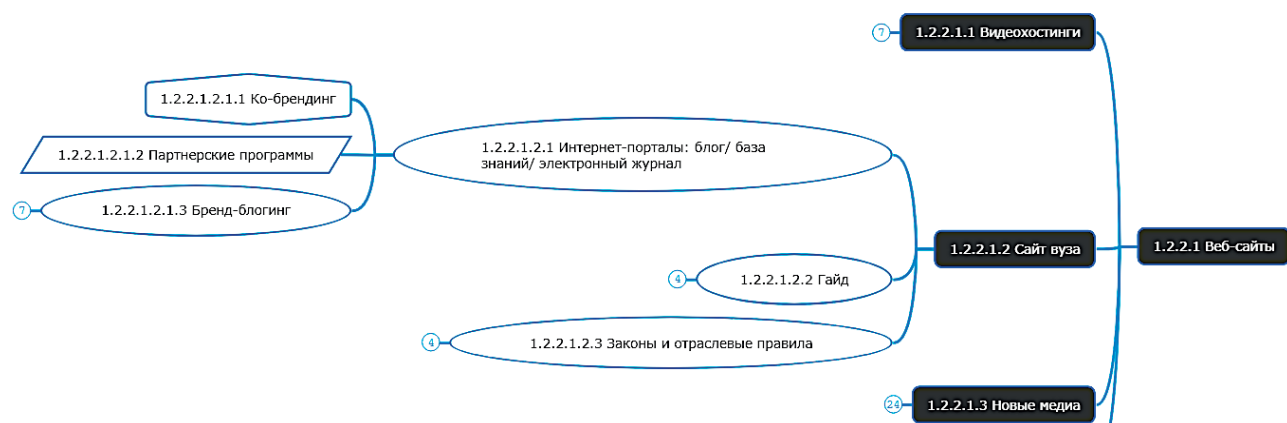 7
1.2.2.1.1 Видеохостинги
1.2.2.1.2.1.1 Ко-брендинг
1.2.2.1.2.1.2 Партнерские программы
1.2.2.1.2.1 Интернет-порталы: блог/ база
знаний/ электронный журнал
7
1.2.2.1.2.1.3 Бренд-блогинг
1.2.2.1.2 Сайт вуза
1.2.2.1 Веб-сайты
4
1.2.2.1.2.2 Гайд
4
1.2.2.1.2.3 Законы и отраслевые правила
24
1.2.2.1.3 Новые медиа